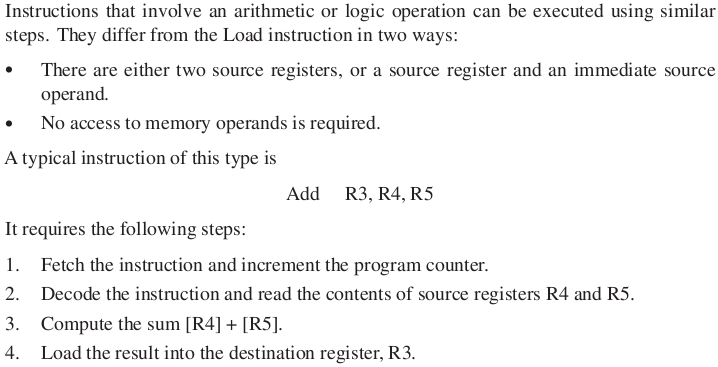 Instructions that involve an arithmetic or logic operation can be executed using similar
steps. They differ from the Load instruction in two ways:
• There are either two source registers, or a source register and an immediate source
operand.
• No access to memory operands is required.
A typical instruction of this type is
Add R3, R4, R5
It requires the following steps:
1. Fetch the instruction and increment the program counter.
2. Decode the instruction and read the contents of source registers R4 and R5.
3. Compute the sum [R4] + [R5].
4. Load the result into the destination register, R3.